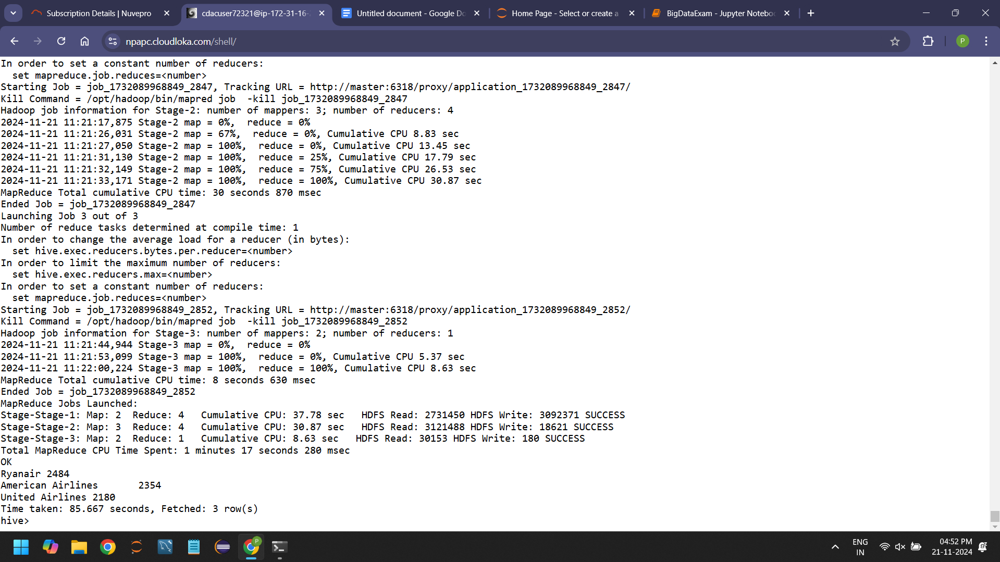 Subscription Details | Nuvepro
cdacuser72321@ip-172-31-16-
Untitled document - Google Do
Home Page - Select or create a
BigDataExam - Jupyter Notebo
npapc.cloudloka.com/shell/
P
In order to set a constant number of reducers:
  set mapreduce.job.reduces=<number>
Starting Job = job_1732089968849_2847, Tracking URL = http://master:6318/proxy/application_1732089968849_2847/
Kill Command = /opt/hadoop/bin/mapred job  -kill job_1732089968849_2847
Hadoop job information for Stage-2: number of mappers: 3; number of reducers: 4
2024-11-21 11:21:17,875 Stage-2 map = 0%,  reduce = 0%
2024-11-21 11:21:26,031 Stage-2 map = 67%,  reduce = 0%, Cumulative CPU 8.83 sec
2024-11-21 11:21:27,050 Stage-2 map = 100%,  reduce = 0%, Cumulative CPU 13.45 sec
2024-11-21 11:21:31,130 Stage-2 map = 100%,  reduce = 25%, Cumulative CPU 17.79 sec
2024-11-21 11:21:32,149 Stage-2 map = 100%,  reduce = 75%, Cumulative CPU 26.53 sec
2024-11-21 11:21:33,171 Stage-2 map = 100%,  reduce = 100%, Cumulative CPU 30.87 sec
MapReduce Total cumulative CPU time: 30 seconds 870 msec
Ended Job = job_1732089968849_2847
Launching Job 3 out of 3
Number of reduce tasks determined at compile time: 1
In order to change the average load for a reducer (in bytes):
  set hive.exec.reducers.bytes.per.reducer=<number>
In order to limit the maximum number of reducers:
  set hive.exec.reducers.max=<number>
In order to set a constant number of reducers:
  set mapreduce.job.reduces=<number>
Starting Job = job_1732089968849_2852, Tracking URL = http://master:6318/proxy/application_1732089968849_2852/
Kill Command = /opt/hadoop/bin/mapred job  -kill job_1732089968849_2852
Hadoop job information for Stage-3: number of mappers: 2; number of reducers: 1
2024-11-21 11:21:44,944 Stage-3 map = 0%,  reduce = 0%
2024-11-21 11:21:53,099 Stage-3 map = 100%,  reduce = 0%, Cumulative CPU 5.37 sec
2024-11-21 11:22:00,224 Stage-3 map = 100%,  reduce = 100%, Cumulative CPU 8.63 sec
MapReduce Total cumulative CPU time: 8 seconds 630 msec
Ended Job = job_1732089968849_2852
MapReduce Jobs Launched:
Stage-Stage-1: Map: 2  Reduce: 4   Cumulative CPU: 37.78 sec   HDFS Read: 2731450 HDFS Write: 3092371 SUCCESS
Stage-Stage-2: Map: 3  Reduce: 4   Cumulative CPU: 30.87 sec   HDFS Read: 3121488 HDFS Write: 18621 SUCCESS
Stage-Stage-3: Map: 2  Reduce: 1   Cumulative CPU: 8.63 sec   HDFS Read: 30153 HDFS Write: 180 SUCCESS
Total MapReduce CPU Time Spent: 1 minutes 17 seconds 280 msec
OK
Ryanair 2484
American Airlines       2354
United Airlines 2180
Time taken: 85.667 seconds, Fetched: 3 row(s)
hive>
P
ENG
IN
04:52 PM
21-11-2024